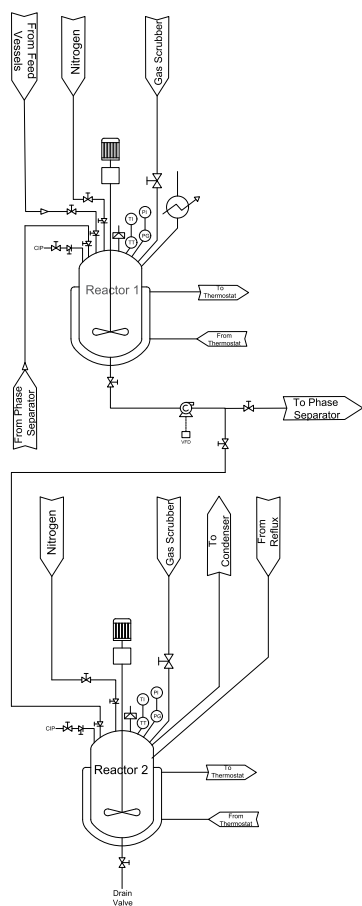 From Feed
Vessels
Nitrogen
Gas Scrubber
TI
PI
TT
PG
CIP
Reactor 1
To
Thermostat
From
Thermostat
From Phase
Separator
C
VFD
To Phase
Separator
Nitrogen
Gas Scrubber
To
Condenser
From
Reflux
TI
PI
TT
PG
CIP
Reactor 2
To
Thermostat
From
Thermostat
Drain
Valve